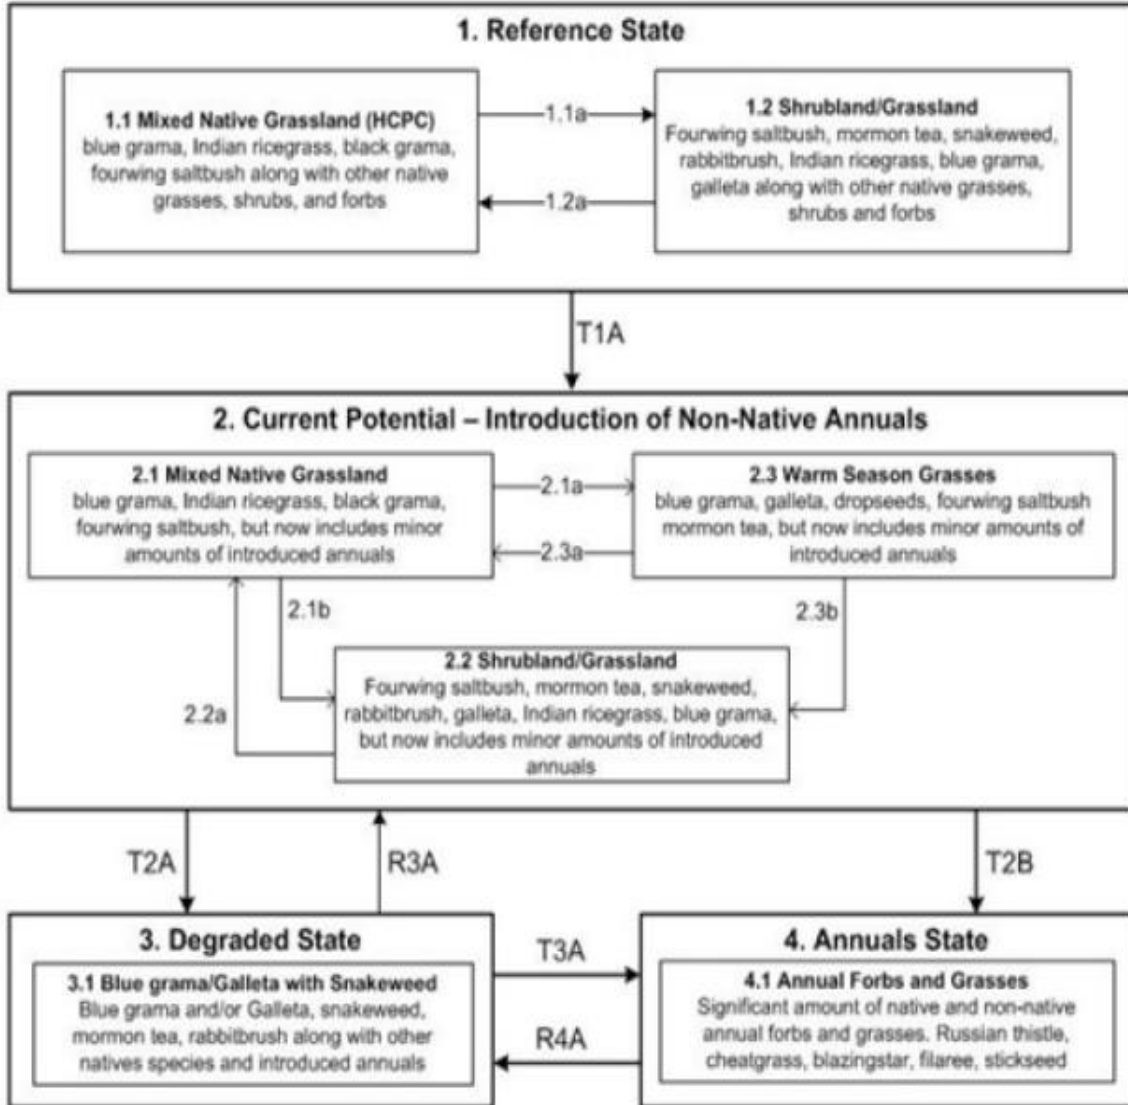 1. Reference State
1.1 Mixed Native Grassland (HCPC)
blue grama, Indian ricegrass, black grama,
fourwing saltbush along with other native
grasses, shrubs, and forbs
1.1a
1.2a
1.2 Shrubland/Grassland
Fourwing saltbush, mormon tea, snakeweed,
rabbitbrush, Indian ricegrass, blue grama,
galleta along with other native grasses,
shrubs and forbs
T1A
2. Current Potential – Introduction of Non-Native Annuals
2.1 Mixed Native Grassland
blue grama, Indian ricegrass, black grama,
fourwing saltbush, but now includes minor
amounts of introduced annuals
2.1a
2.3a
2.3 Warm Season Grasses
blue grama, galleta, dropseeds, fourwing saltbush
mormon tea, but now includes minor amounts of
introduced annuals
2.1b
2.3b
2.2a
2.2 Shrubland/Grassland
Fourwing saltbush, mormon tea, snakeweed,
rabbitbrush, galleta, Indian ricegrass, blue grama,
but now includes minor amounts of introduced
annuals
T2A
R3A
T2B
3. Degraded State
3.1 Blue grama/Galleta with Snakeweed
Blue grama and/or Galleta, snakeweed,
mormon tea, rabbitbrush along with other
natives species and introduced annuals
T3A
R4A
4. Annuals State
4.1 Annual Forbs and Grasses
Significant amount of native and non-native
annual forbs and grasses. Russian thistle,
cheatgrass, blazingstar, filaree, stickseed